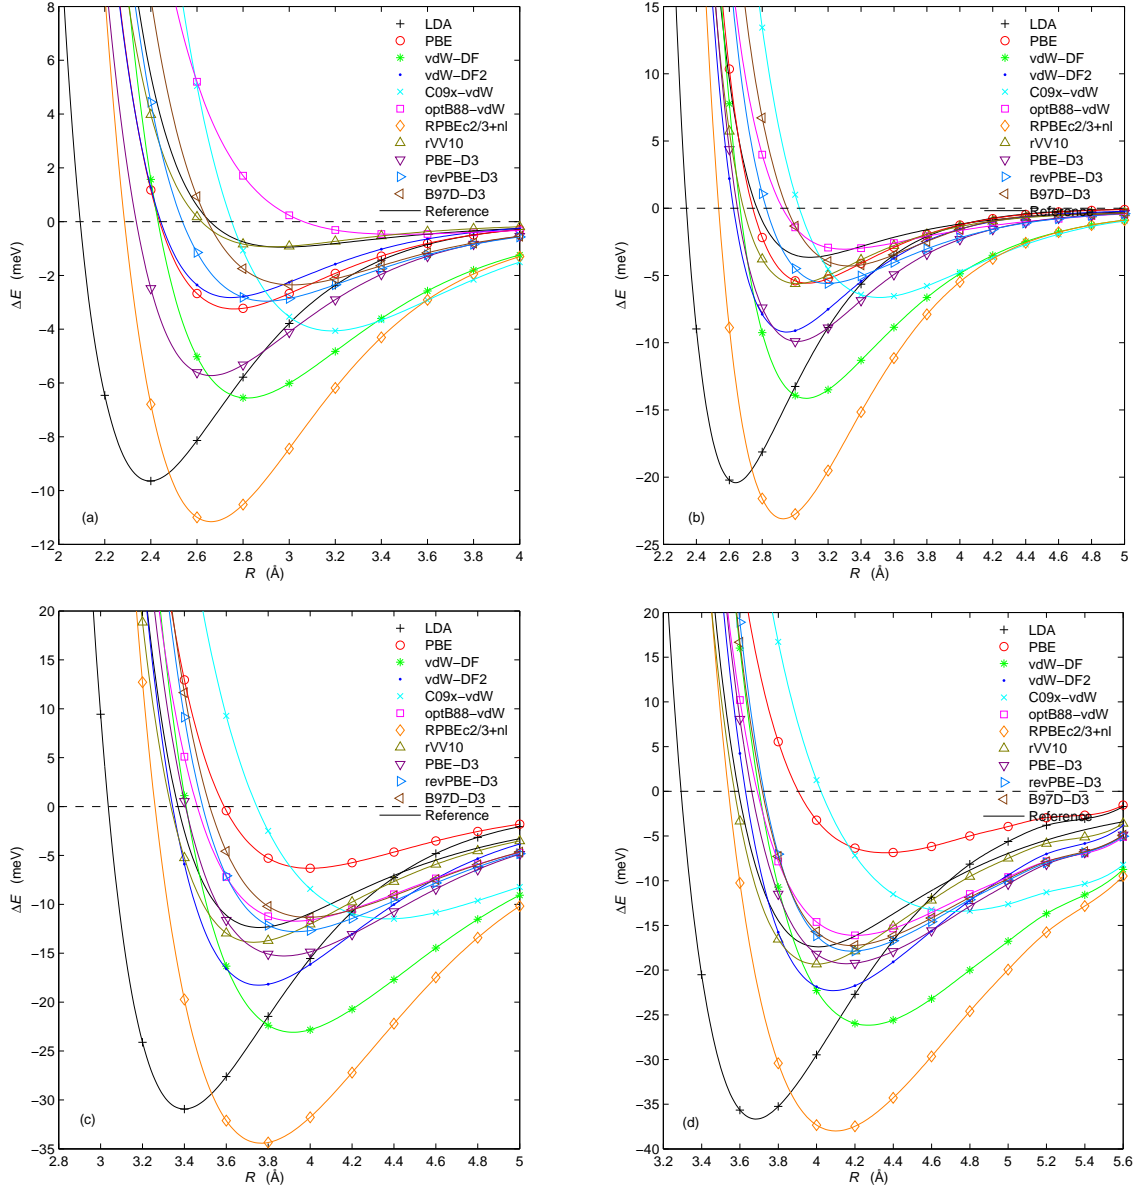 8
6
4
2
0
−2
−4
−6
−8
−10
−12
ΔE (meV)
2
2.2
2.4
2.6
2.8
3
3.2
3.4
3.6
3.8
4
R (Å)
(a)
LDA
PBE
vdW−DF
vdW−DF2
C09x−vdW
optB88−vdW
RPBEc2/3+nl
rVV10
PBE−D3
revPBE−D3
B97D−D3
Reference
15
10
5
0
−5
−10
−15
−20
−25
ΔE (meV)
2.2
2.4
2.6
2.8
3
3.2
3.4
3.6
3.8
4
4.2
4.4
4.6
4.8
5
R (Å)
(b)
LDA
PBE
vdW−DF
vdW−DF2
C09x−vdW
optB88−vdW
RPBEc2/3+nl
rVV10
PBE−D3
revPBE−D3
B97D−D3
Reference
20
15
10
5
0
−5
−10
−15
−20
−25
−30
−35
ΔE (meV)
2.8
3
3.2
3.4
3.6
3.8
4
4.2
4.4
4.6
4.8
5
R (Å)
(c)
LDA
PBE
vdW−DF
vdW−DF2
C09x−vdW
optB88−vdW
RPBEc2/3+nl
rVV10
PBE−D3
revPBE−D3
B97D−D3
Reference
20
15
10
5
0
−5
−10
−15
−20
−25
−30
−35
−40
ΔE (meV)
3.2
3.4
3.6
3.8
4
4.2
4.4
4.6
4.8
5
5.2
5.4
5.6
R (Å)
(d)
LDA
PBE
vdW−DF
vdW−DF2
C09x−vdW
optB88−vdW
RPBEc2/3+nl
rVV10
PBE−D3
revPBE−D3
B97D−D3
Reference